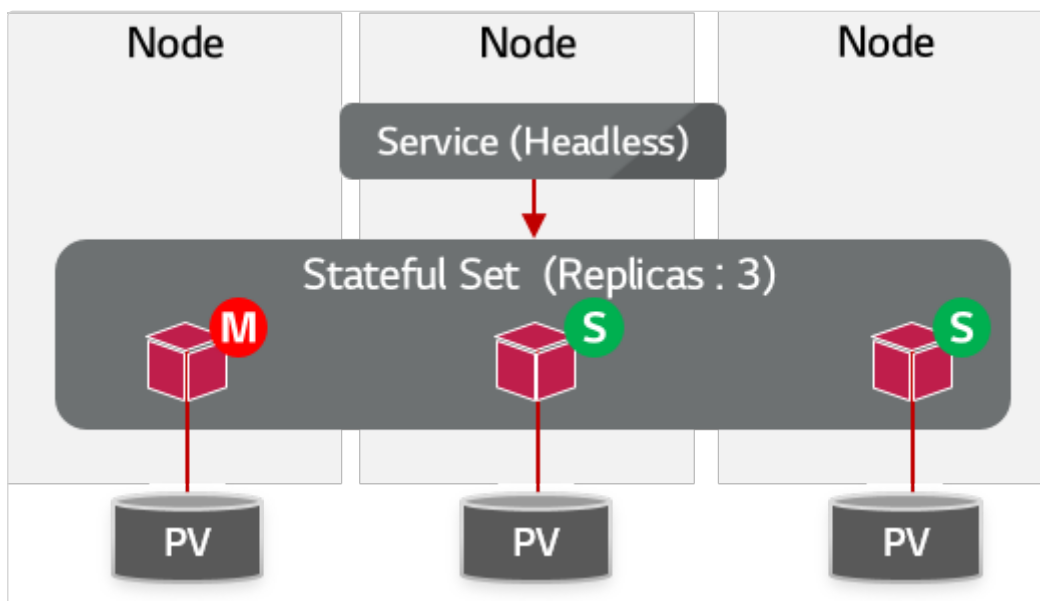 Node
Node
Node
Service (Headless)
Stateful Set (Replicas : 3)
M
S
S
PV
PV
PV